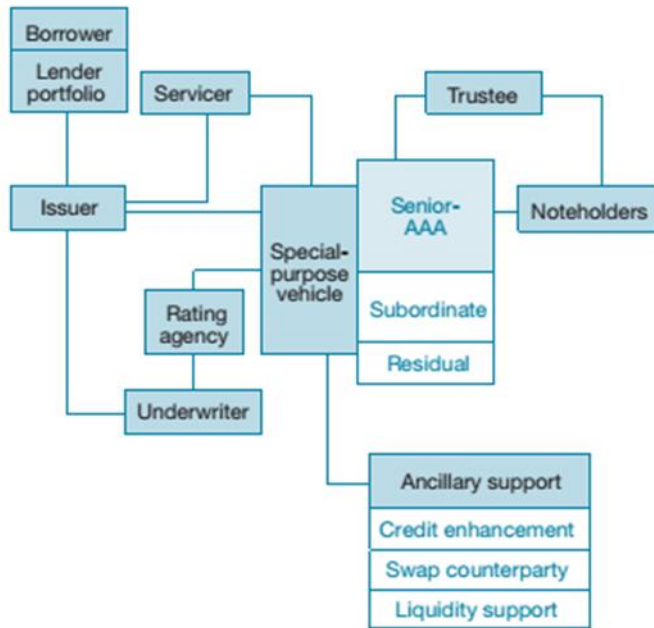 Borrower
Lender
portfolio
Servicer
Trustee
Issuer
Special-
purpose
vehicle
Senior-
AAA
Noteholders
Subordinate
Rating
agency
Residual
Underwriter
Ancillary support
Credit enhancement
Swap counterparty
Liquidity support